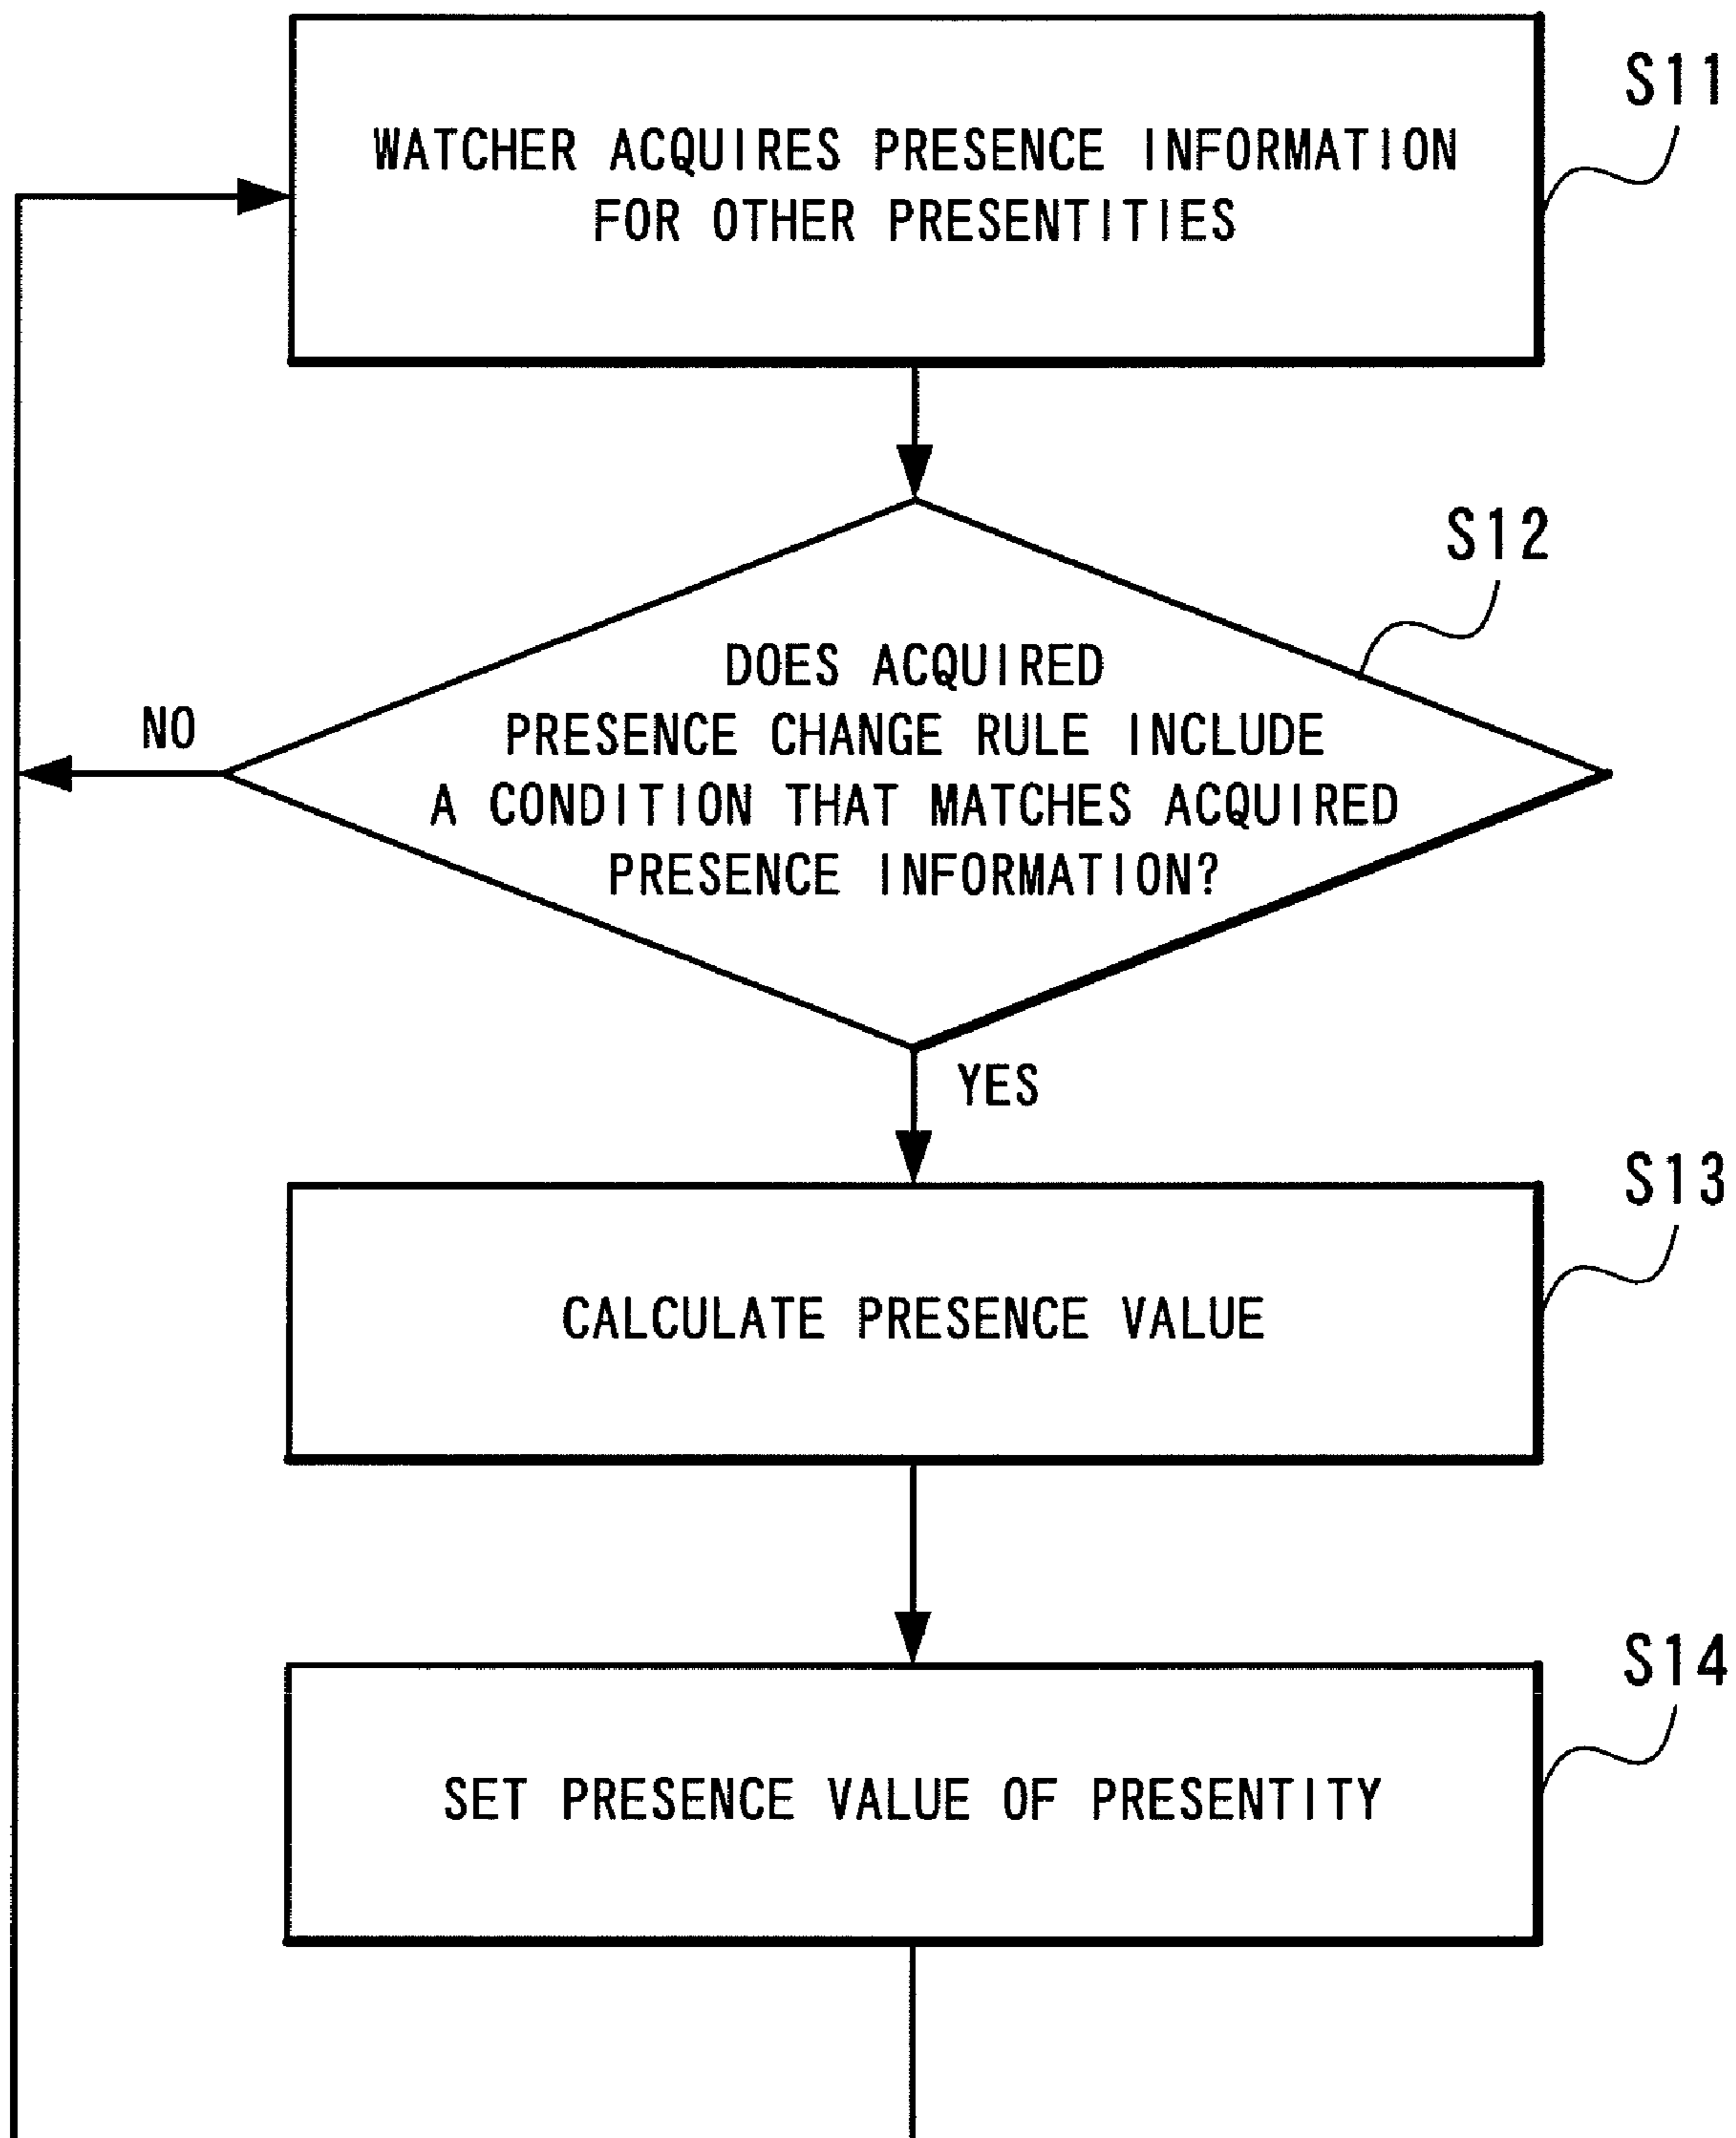 S11
WATCHER ACQUIRES PRESENCE INFORMATION
FOR OTHER PRESENTITIES
S12
DOES ACQUIRED
PRESENCE CHANGE RULE INCLUDE
A CONDITION THAT MATCHES ACQUIRED
PRESENCE INFORMATION?
NO
YES
S13
CALCULATE PRESENCE VALUE
S14
SET PRESENCE VALUE OF PRESENTITY